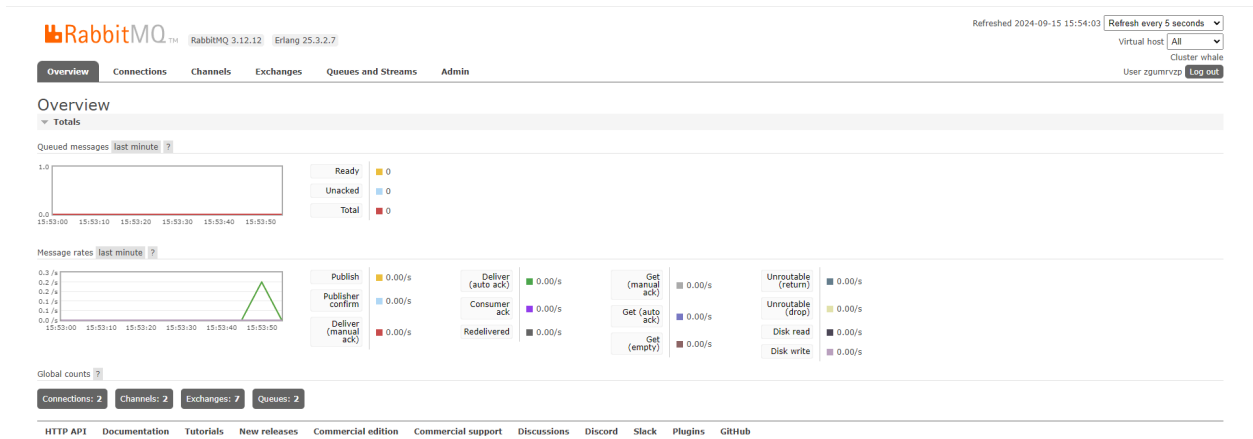 RabbitMQ TM RabbitMQ 3.12.12 Erlang 25.3.2.7
Refreshed 2024-09-15 15:54:03 Refresh every 5 seconds
Virtual host All
Cluster whale
User zgumrvzp Log out
Overview Connections Channels Exchanges Queues and Streams Admin
Overview
Totals
Queued messages last minute ?
1.0
0.0
15:53:00 15:53:10 15:53:20 15:53:30 15:53:40 15:53:50
Ready 0
Unacked 0
Total 0
Message rates last minute ?
0.3 /s
0.2 /s
0.2 /s
0.1 /s
0.1 /s
0.0 /s
15:53:00 15:53:10 15:53:20 15:53:30 15:53:40 15:53:50
Publish 0.00/s
Publisher
confirm 0.00/s
Deliver
(manual
ack) 0.00/s
Deliver
(auto ack) 0.00/s
Consumer
ack 0.00/s
Redelivered 0.00/s
Get
(manual
ack) 0.00/s
Get (auto
ack) 0.00/s
Get
(empty) 0.00/s
Unroutable
(return) 0.00/s
Unroutable
(drop) 0.00/s
Disk read 0.00/s
Disk write 0.00/s
Global counts ?
Connections: 2 Channels: 2 Exchanges: 7 Queues: 2
HTTP API Documentation Tutorials New releases Commercial edition Commercial support Discussions Discord Slack Plugins GitHub